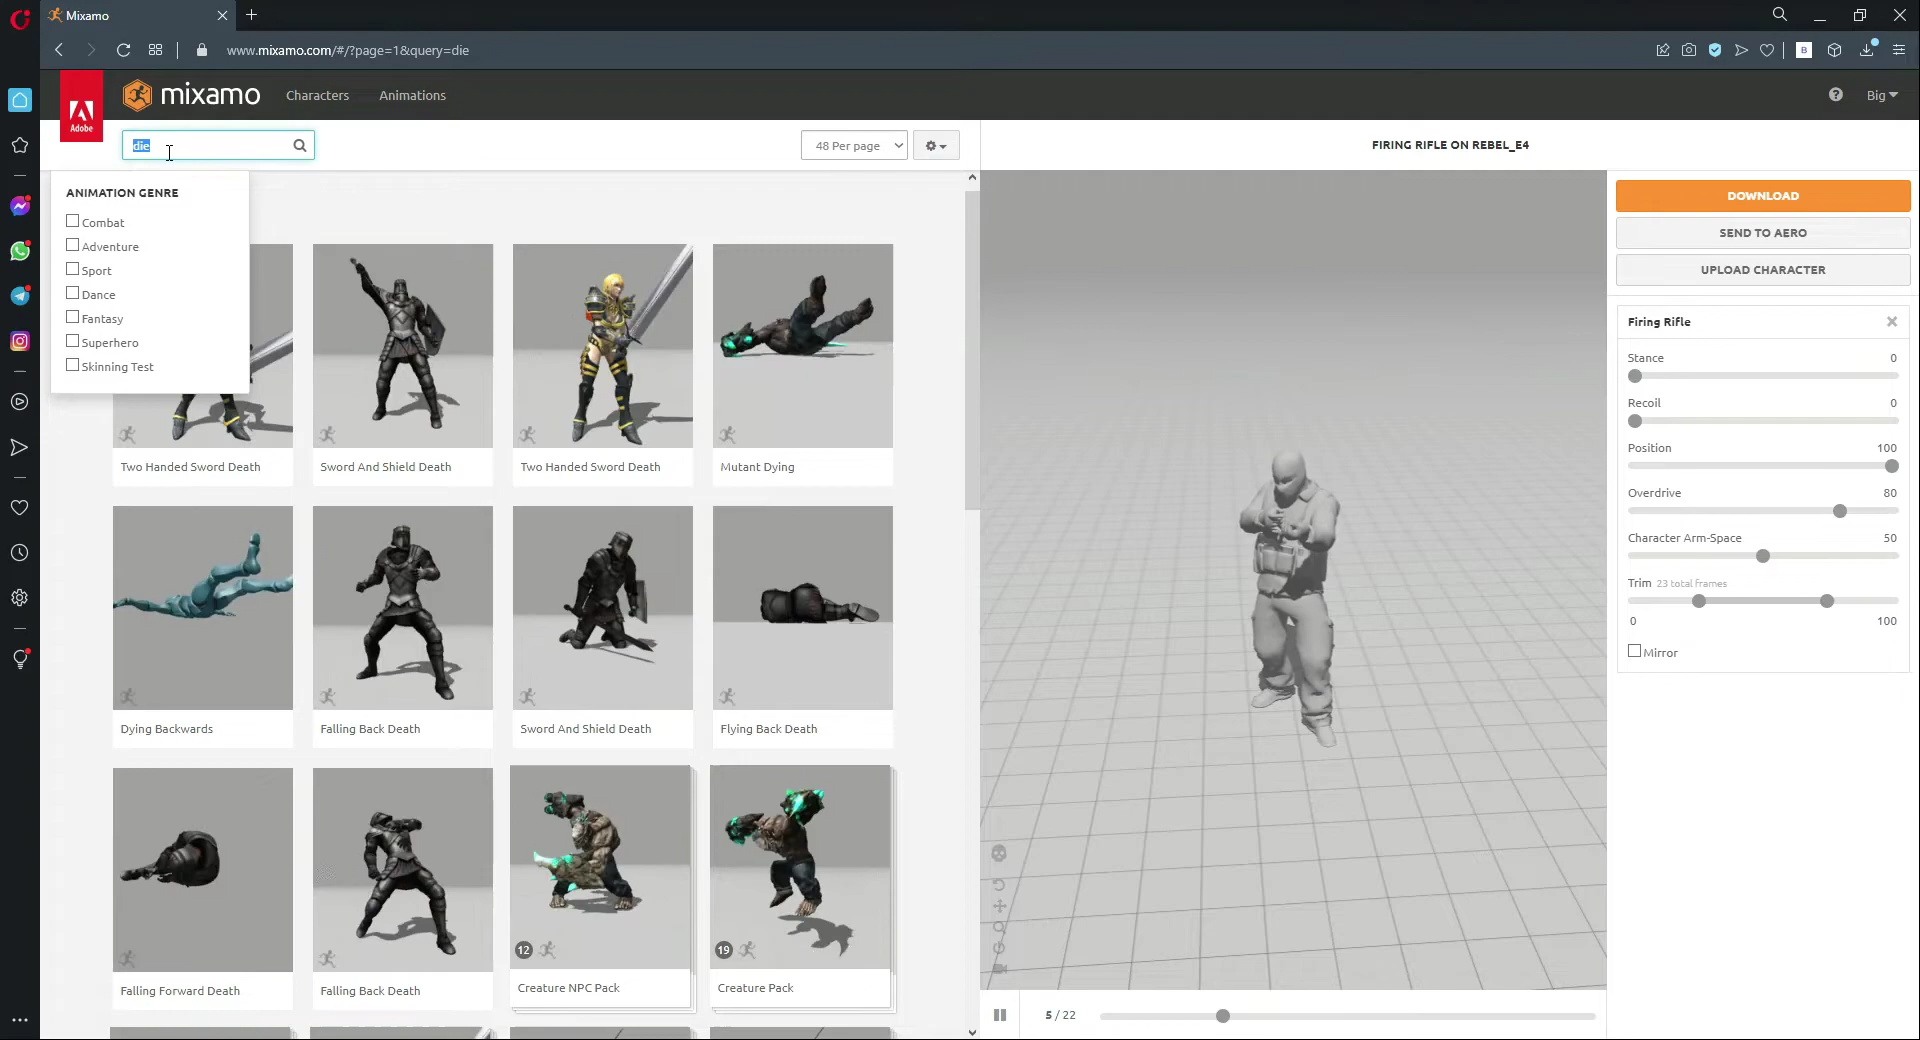 Mixamo
www.mixamo.com/#/?page=1&query=die
B
Adobe
mixamo
Characters
Animations
Big
die
48 Per page
FIRING RIFLE ON REBEL_E4
ANIMATION GENRE
Combat
Adventure
Sport
Dance
Fantasy
Superhero
Skinning Test
Two Handed Sword Death
Sword And Shield Death
Two Handed Sword Death
Mutant Dying
Dying Backwards
Falling Back Death
Sword And Shield Death
Flying Back Death
Falling Forward Death
Falling Back Death
12
Creature NPC Pack
19
Creature Pack
5 / 22
DOWNLOAD
SEND TO AERO
UPLOAD CHARACTER
Firing Rifle
Stance 0
Recoil 0
Position 100
Overdrive 80
Character Arm-Space 50
Trim 23 total frames
0 100
Mirror